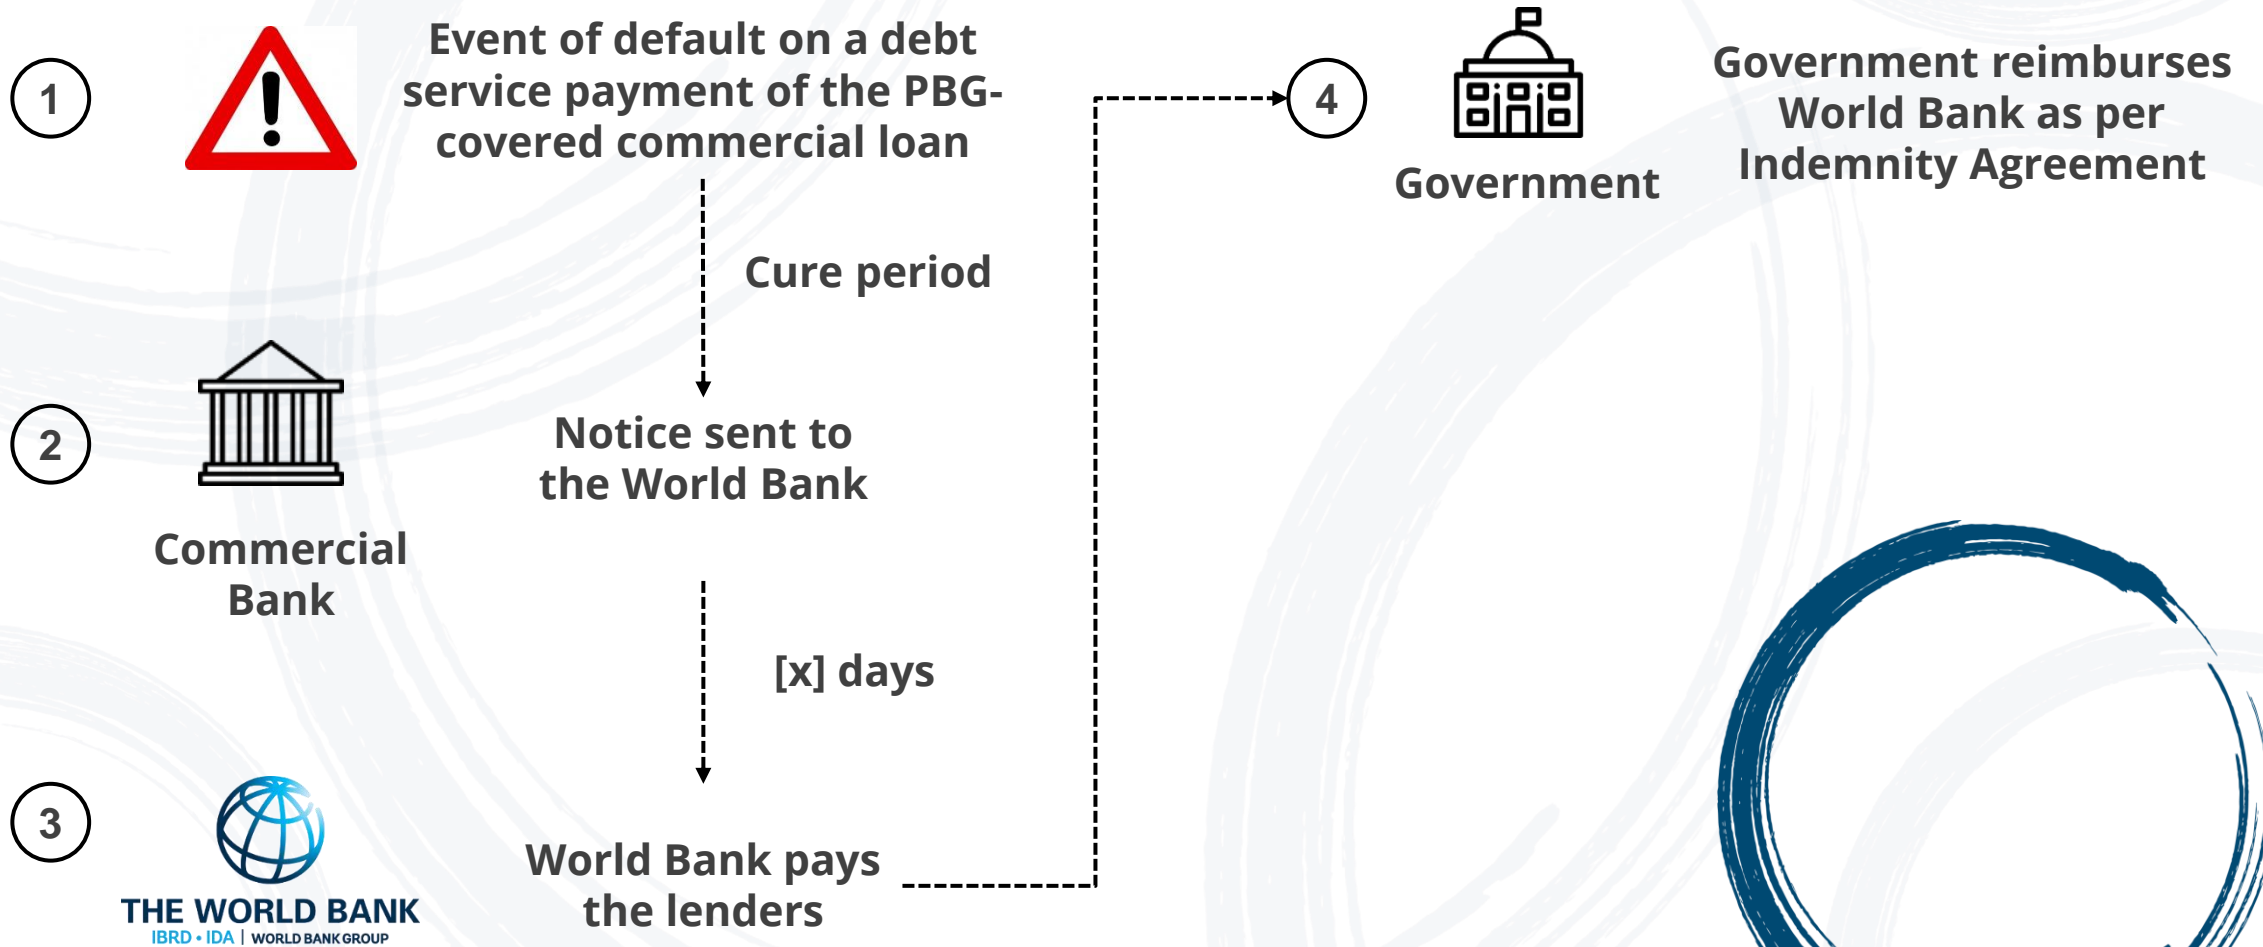 1
Event of default on a debt
service payment of the PBG-
covered commercial loan
Cure period
2
Commercial
Bank
Notice sent to
the World Bank
[x] days
3
THE WORLD BANK
IBRD • IDA | WORLD BANK GROUP
World Bank pays
the lenders
4
Government
Government reimburses
World Bank as per
Indemnity Agreement